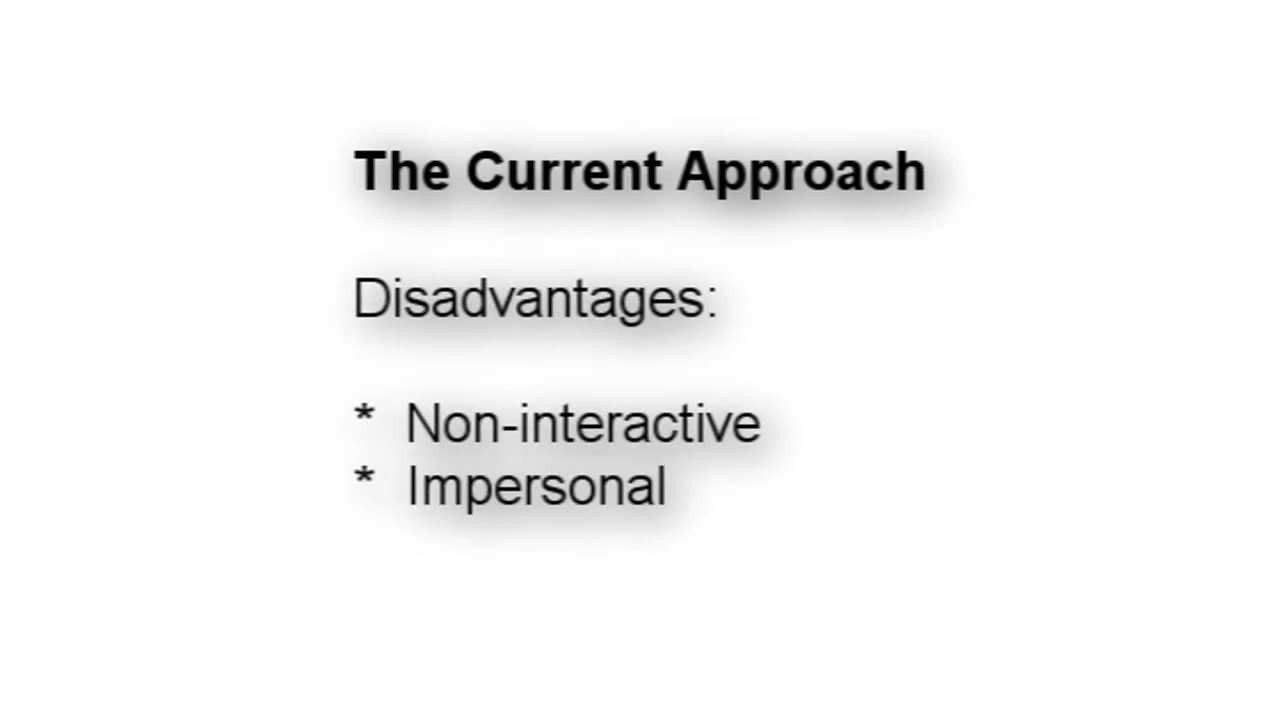 The Current Approach
Disadvantages:
* Non-interactive
* Impersonal